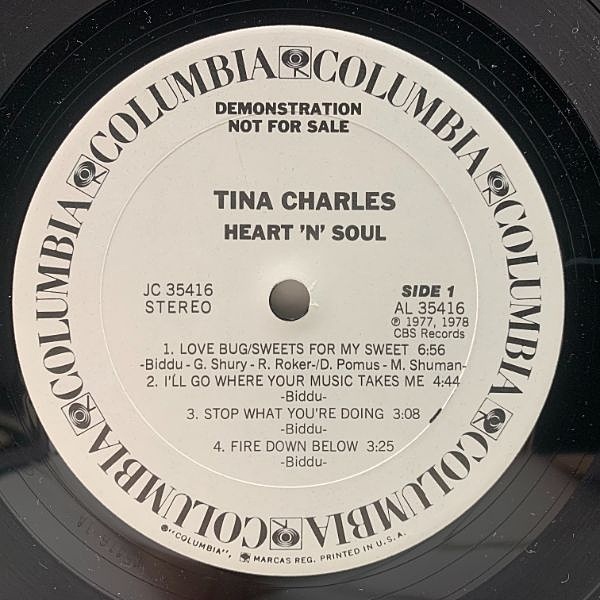 COLUMBIA COLUMBIA COLUMBIA COLUMBIA COLUMBIA COLUMBIA COLUMBIA COLUMBIA
DEMONSTRATION
NOT FOR SALE
TINA CHARLES
HEART 'N' SOUL
JC 35416
STEREO
SIDE 1
AL 35416
℗ 1977, 1978
CBS Records
1. LOVE BUG/SWEETS FOR MY SWEET 6:56
-Biddu - G. Shury - R. Roker-/D. Pomus - M. Shuman-
2. I'LL GO WHERE YOUR MUSIC TAKES ME 4:44
-Biddu-
3. STOP WHAT YOU'RE DOING 3:08
-Biddu-
4. FIRE DOWN BELOW 3:25
-Biddu-
"COLUMBIA", MARCAS REG. PRINTED IN U.S.A.